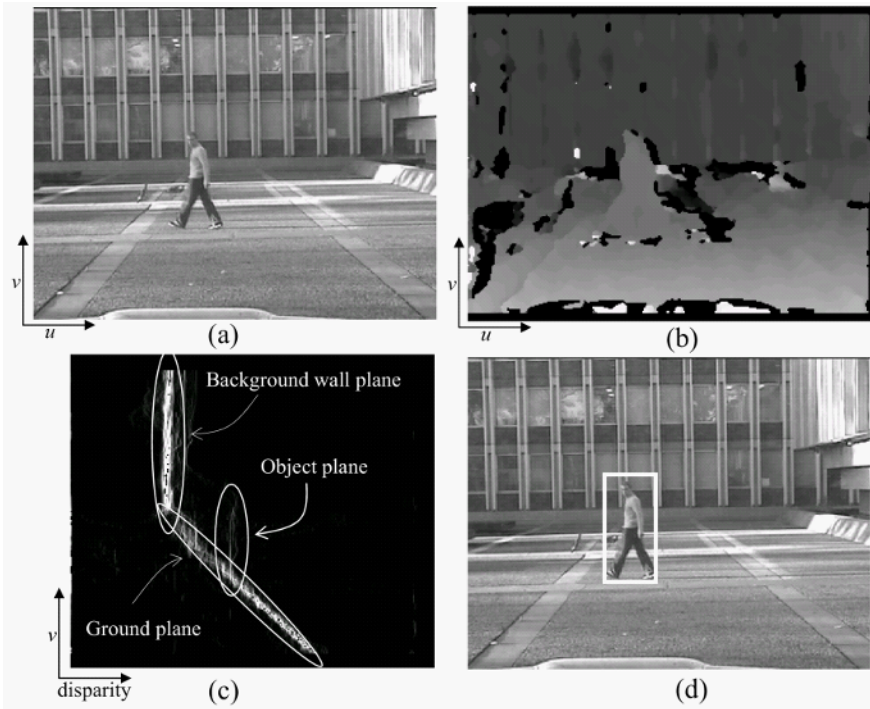 v
u
(a)
v
u
(b)
Background wall plane
Object plane
Ground plane
v
disparity
(c)
(d)